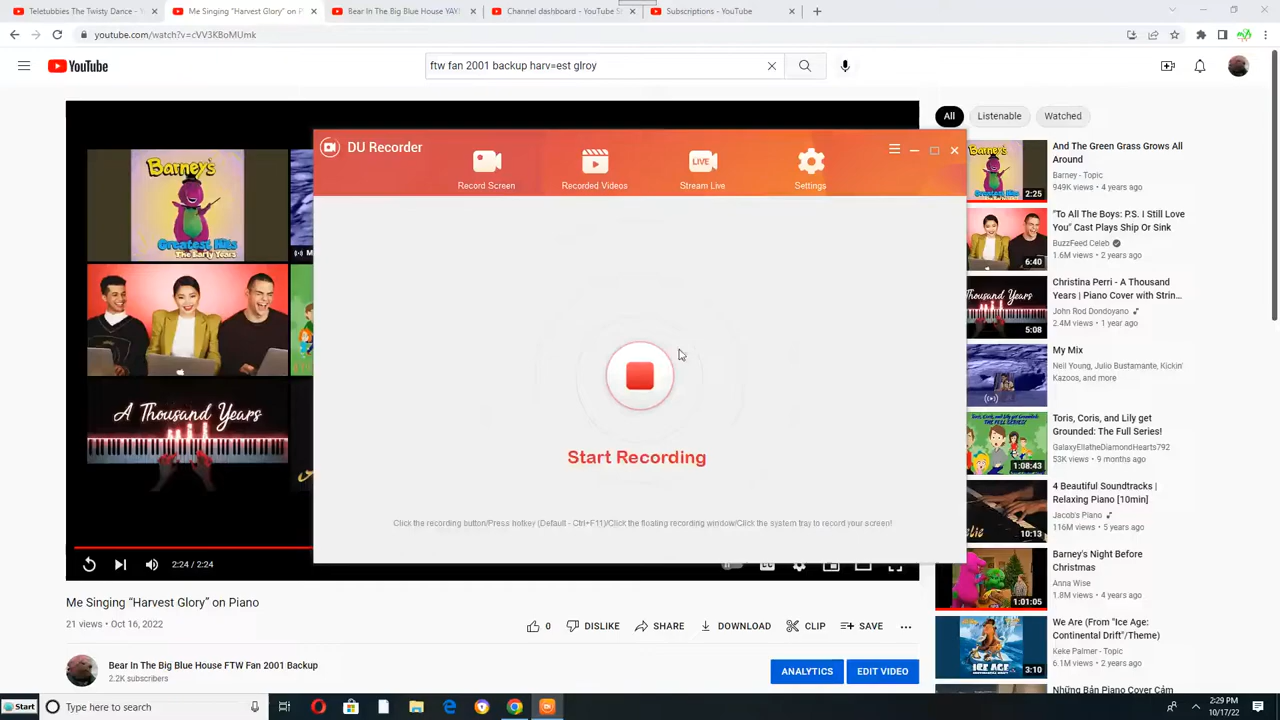 Teletubbies The Twisty Dance - Y
Me Singing "Harvest Glory" on P
Bear In The Big Blue House YAY!
Channel dashboard - YouTube S
Subscriptions - YouTube
youtube.com/watch?v=cVV3KBoMUmk
YouTube
ftw fan 2001 backup harv=est glroy
All
Listenable
Watched
DU Recorder
Record Screen
Recorded Videos
LIVE
Stream Live
Settings
Barney's
Greatest Hits
The Early Years
A Thousand Years
Start Recording
Click the recording button/Press hotkey (Default - Ctrl+F11)/Click the floating recording window/Click the system tray to record your screen!
2:24 / 2:24
Me Singing “Harvest Glory” on Piano
21 views • Oct 16, 2022
0
DISLIKE
SHARE
DOWNLOAD
CLIP
SAVE
Bear In The Big Blue House FTW Fan 2001 Backup
2.2K subscribers
ANALYTICS
EDIT VIDEO
2:25
And The Green Grass Grows All
Around
Barney - Topic
949K views • 4 years ago
6:40
"To All The Boys: P.S. I Still Love
You" Cast Plays Ship Or Sink
BuzzFeed Celeb
1.6M views • 2 years ago
5:08
Christina Perri - A Thousand
Years | Piano Cover with Strin...
John Rod Dondoyano
2.4M views • 1 year ago
My Mix
Neil Young, Julio Bustamante, Kickin'
Kazoos, and more
1:08:43
Toris, Coris, and Lily get
Grounded: The Full Series!
GalaxyEllatheDiamondHearts792
53K views • 9 months ago
10:13
4 Beautiful Soundtracks |
Relaxing Piano [10min]
Jacob's Piano
116M views • 5 years ago
1:01:05
Barney's Night Before
Christmas
Anna Wise
1.8M views • 2 years ago
ICE AGE
3:10
We Are (From "Ice Age:
Continental Drift"/Theme)
Keke Palmer - Topic
6.1M views • 2 years ago
Những Bản Piano Cover Cảm
Start
Type here to search
2:29 PM
10/17/22